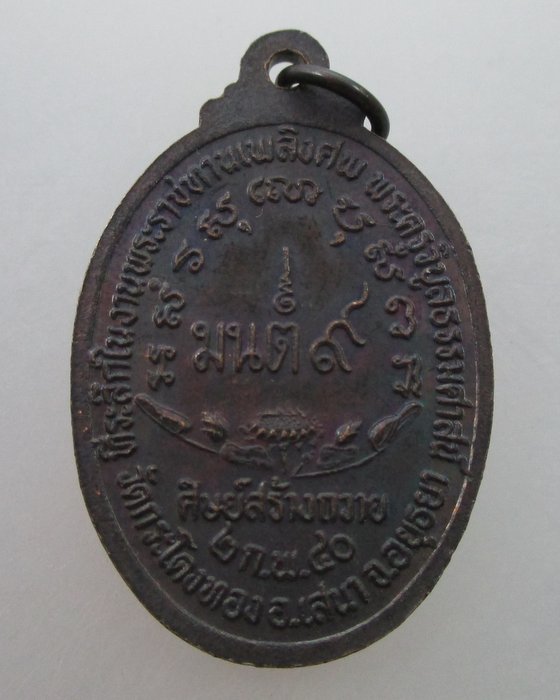 ที่ระลึกในงานพระราชทานเพลิงศพ พระครูจันูลธรรมศาสน์
มนต์ ๙
ศิษย์สร้างถวาย
๒ ก.พ. ๔๐
วัดกระโดงทอง อ.เสนา จ.อยุธยา